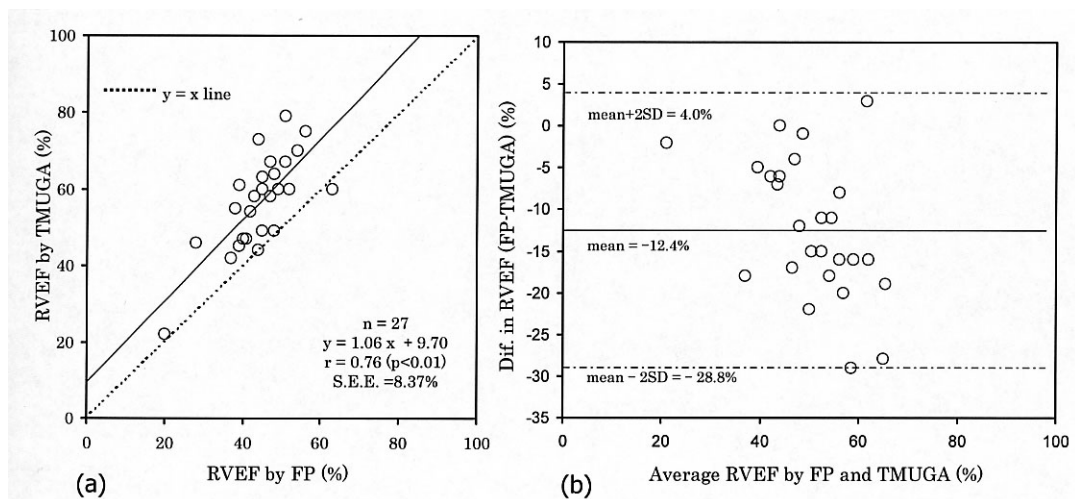 100
80
60
40
20
0
RVEF by TMUGA (%)
y = x line
n = 27
y = 1.06 x + 9.70
r = 0.76 (p<0.01)
S.E.E. =8.37%
0 20 40 60 80 100
RVEF by FP (%)
(a)
10
5
0
-5
-10
-15
-20
-25
-30
-35
Dif. in RVEF (FP-TMUGA) (%)
mean+2SD = 4.0%
mean = −12.4%
mean − 2SD = − 28.8%
0 20 40 60 80 100
Average RVEF by FP and TMUGA (%)
(b)